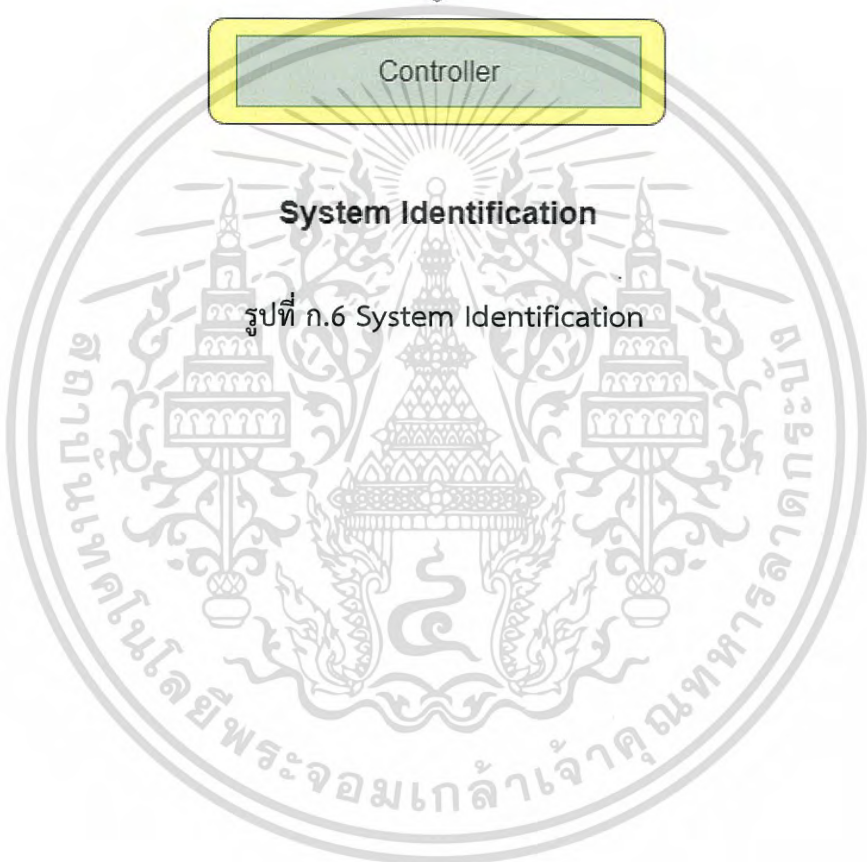 Controller
System Identification
รูปที่ ก.6 System Identification
สถาบันเทคโนโลยีพระจอมเกล้าเจ้าคุณทหารลาดกระบัง